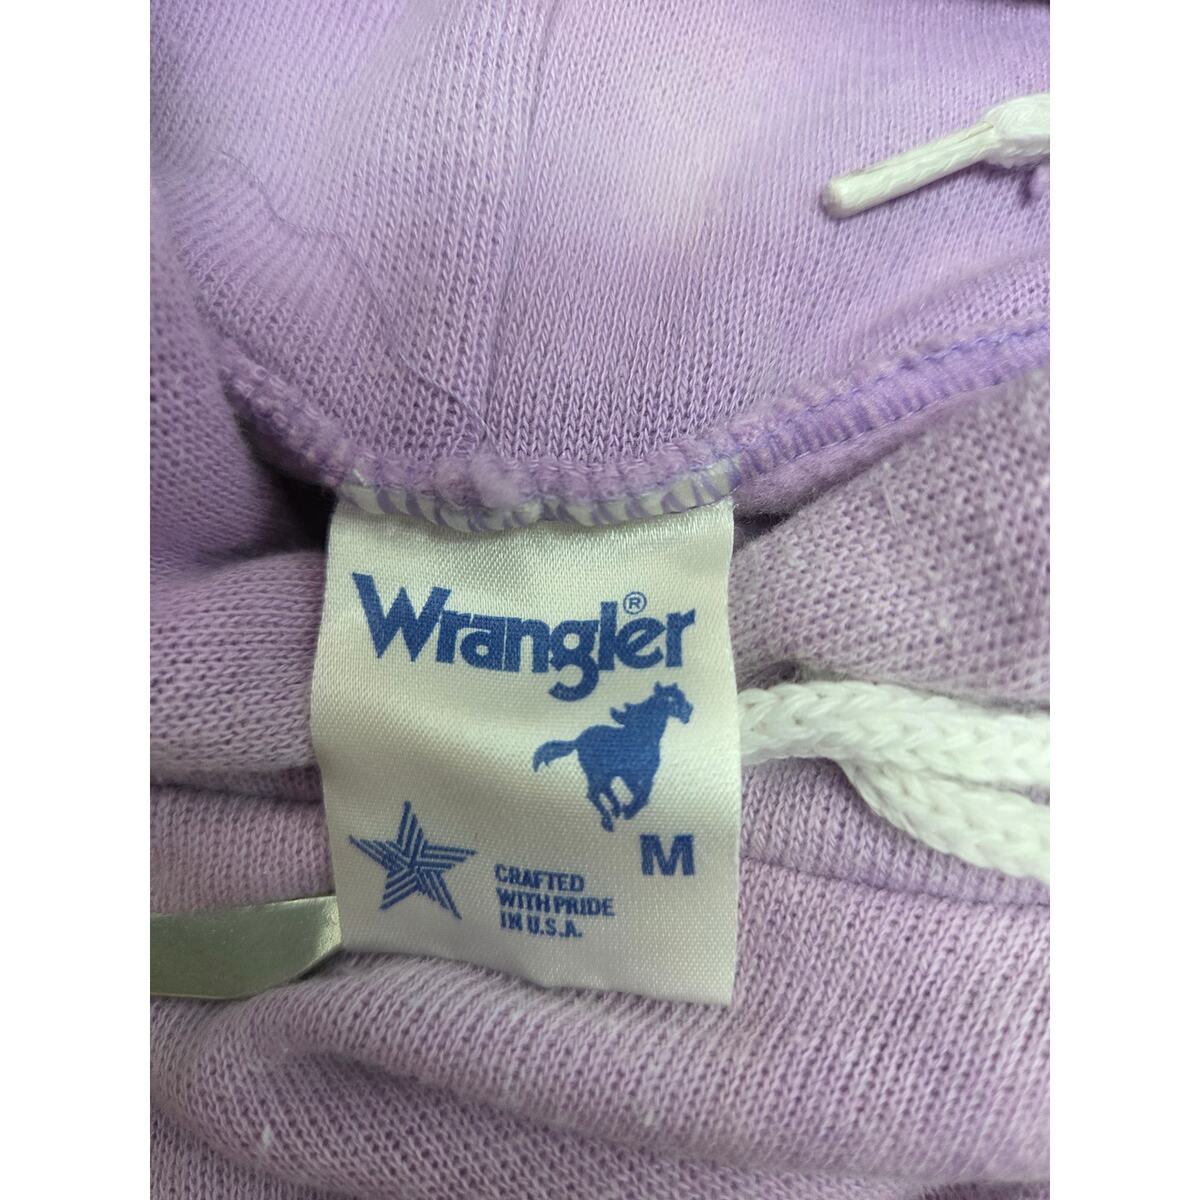 Wrangler®
M
CRAFTED
WITH PRIDE
IN U.S.A.